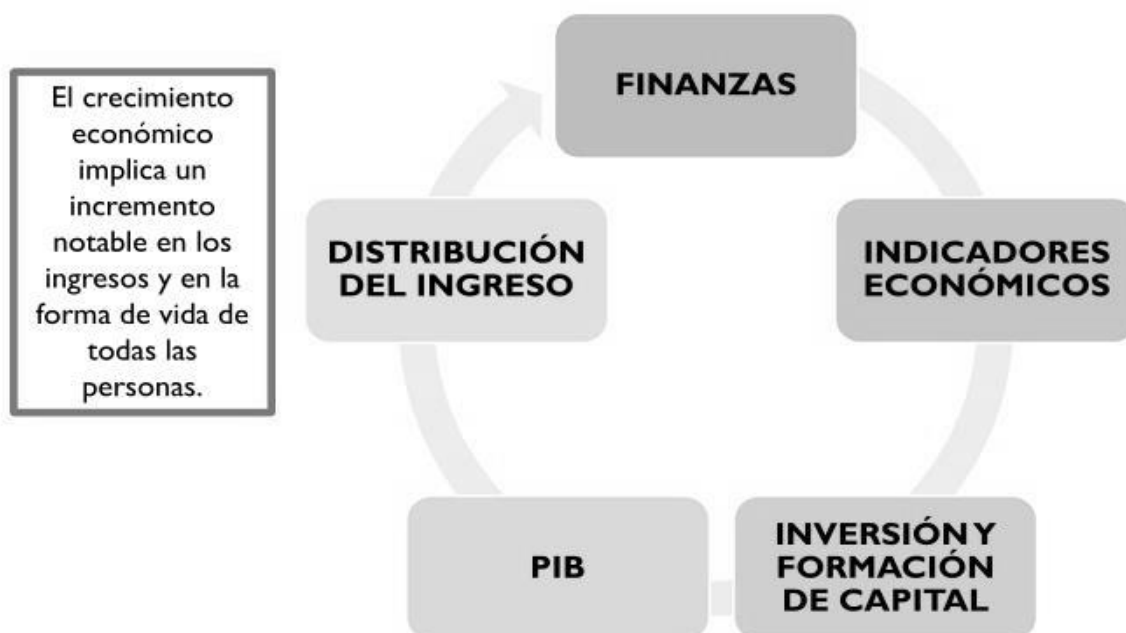 El crecimiento
económico
implica un
incremento
notable en los
ingresos y en la
forma de vida de
todas las
personas.
FINANZAS
INDICADORES
ECONÓMICOS
INVERSIÓN Y
FORMACIÓN
DE CAPITAL
PIB
DISTRIBUCIÓN
DEL INGRESO